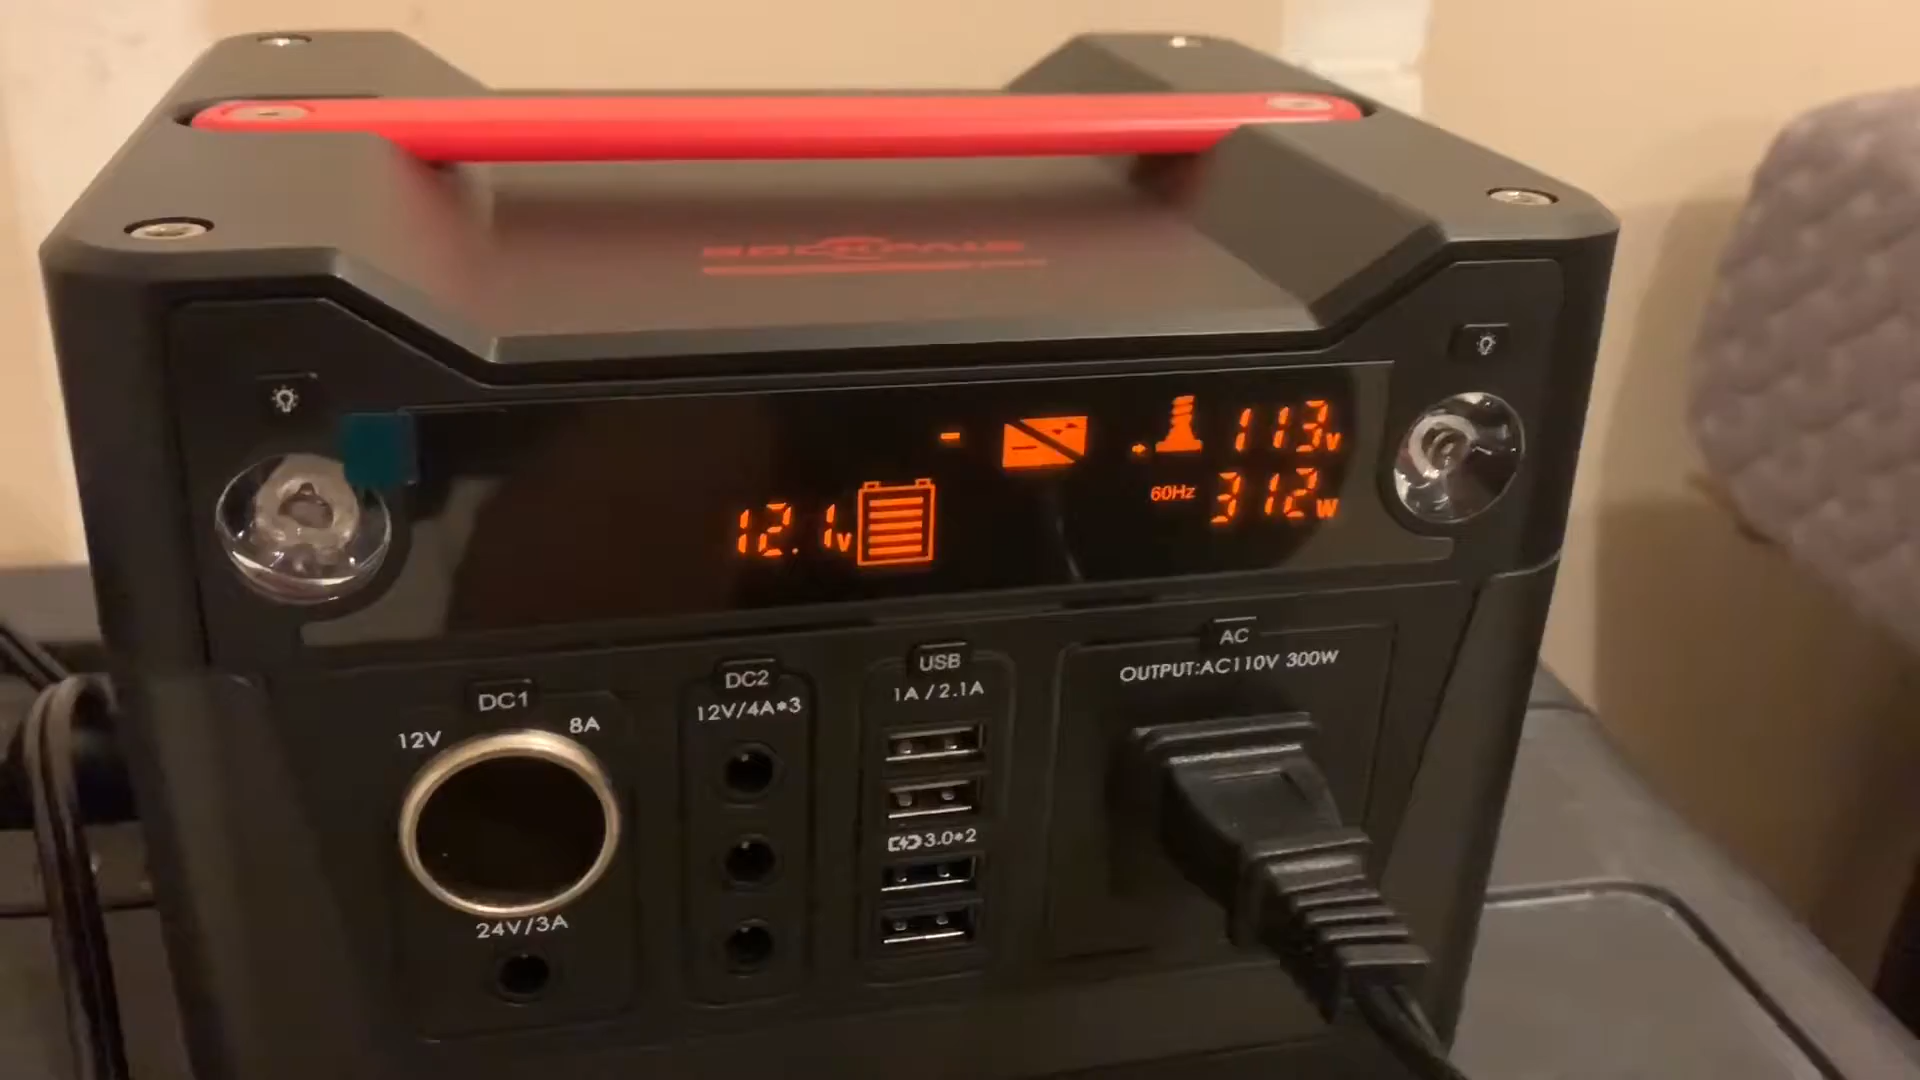 113v
60Hz 312w
12.1v
AC
OUTPUT:AC110V 300W
USB
1A/2.1A
3.0*2
DC2
12V/4A*3
DC1
12V 8A
24V/3A